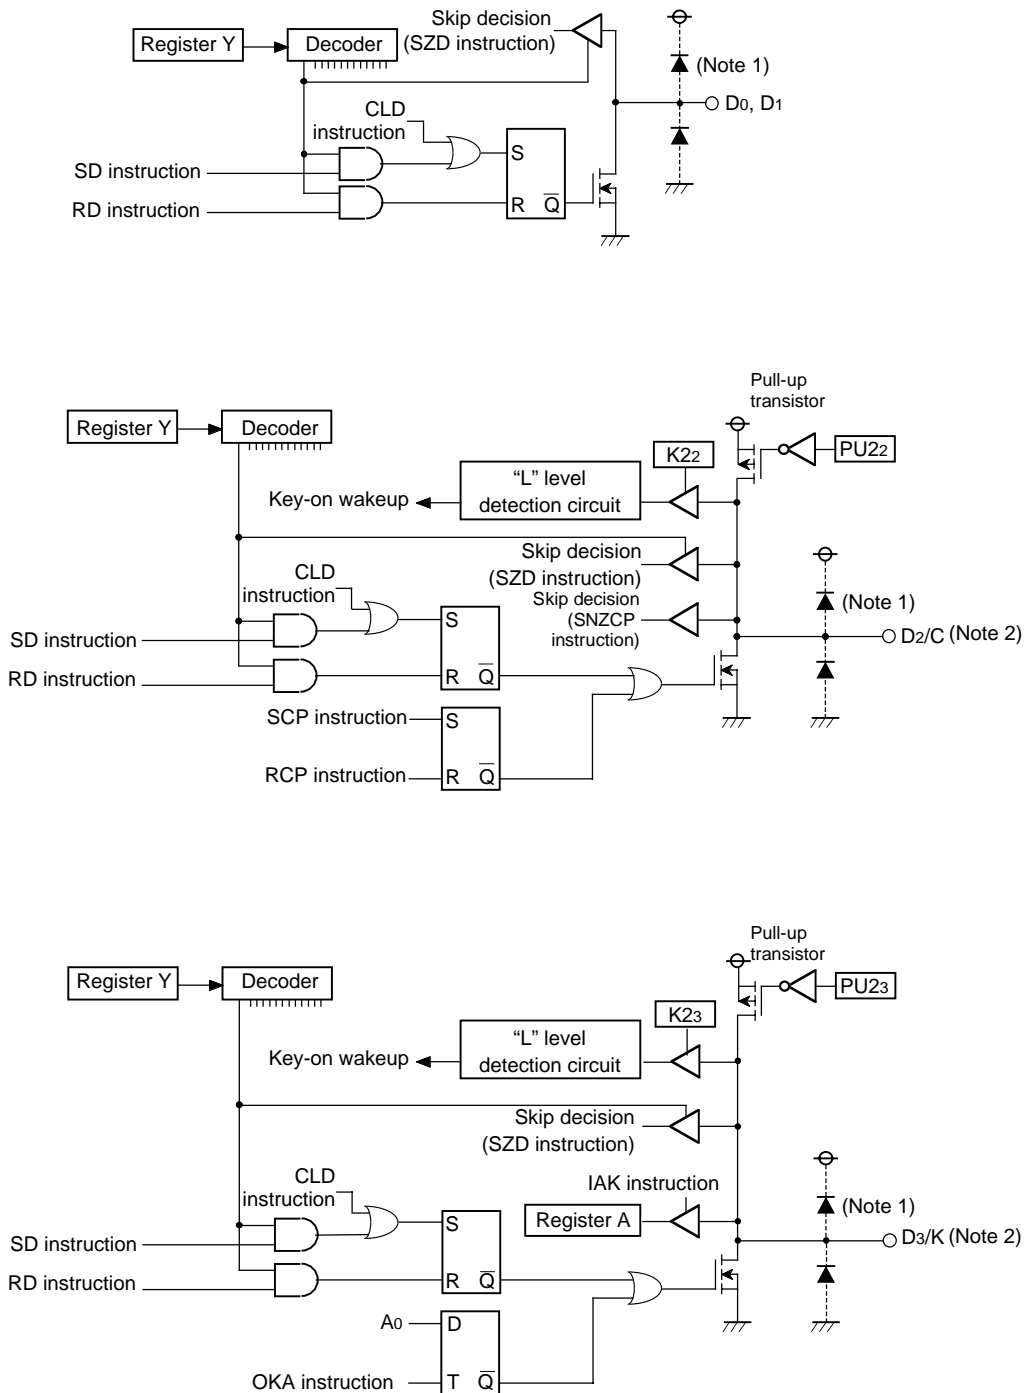 Skip decision
(SZD instruction)
Register Y
Decoder
(Note 1)
D0, D1
CLD
instruction
S
SD instruction
RD instruction
R Q̅
Pull-up
transistor
Register Y
Decoder
K22
PU22
“L” level
detection circuit
Key-on wakeup
Skip decision
(SZD instruction)
CLD
instruction
Skip decision
(SNZCP
instruction)
(Note 1)
S
SD instruction
D2/C (Note 2)
RD instruction
R Q̅
SCP instruction
S
RCP instruction
R Q̅
Pull-up
transistor
Register Y
Decoder
K23
PU23
“L” level
detection circuit
Key-on wakeup
Skip decision
(SZD instruction)
CLD
instruction
IAK instruction
Register A
(Note 1)
S
SD instruction
D3/K (Note 2)
RD instruction
R Q̅
A0
D
OKA instruction
T Q̅